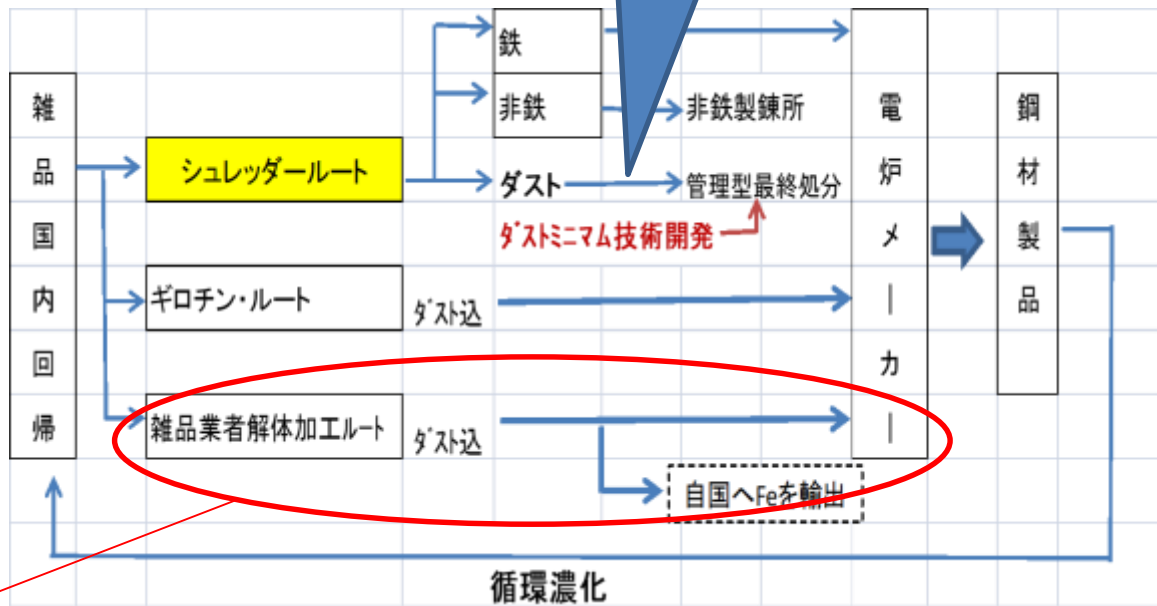 雑品国内回帰
シュレッダールート
鉄
非鉄
非鉄製錬所
ダスト
管理型最終処分
ダストミニマム技術開発
ギロチン・ルート
ダスト込
雑品業者解体加工ルート
ダスト込
自国へFeを輸出
電炉メーカー
鋼材製品
循環濃化